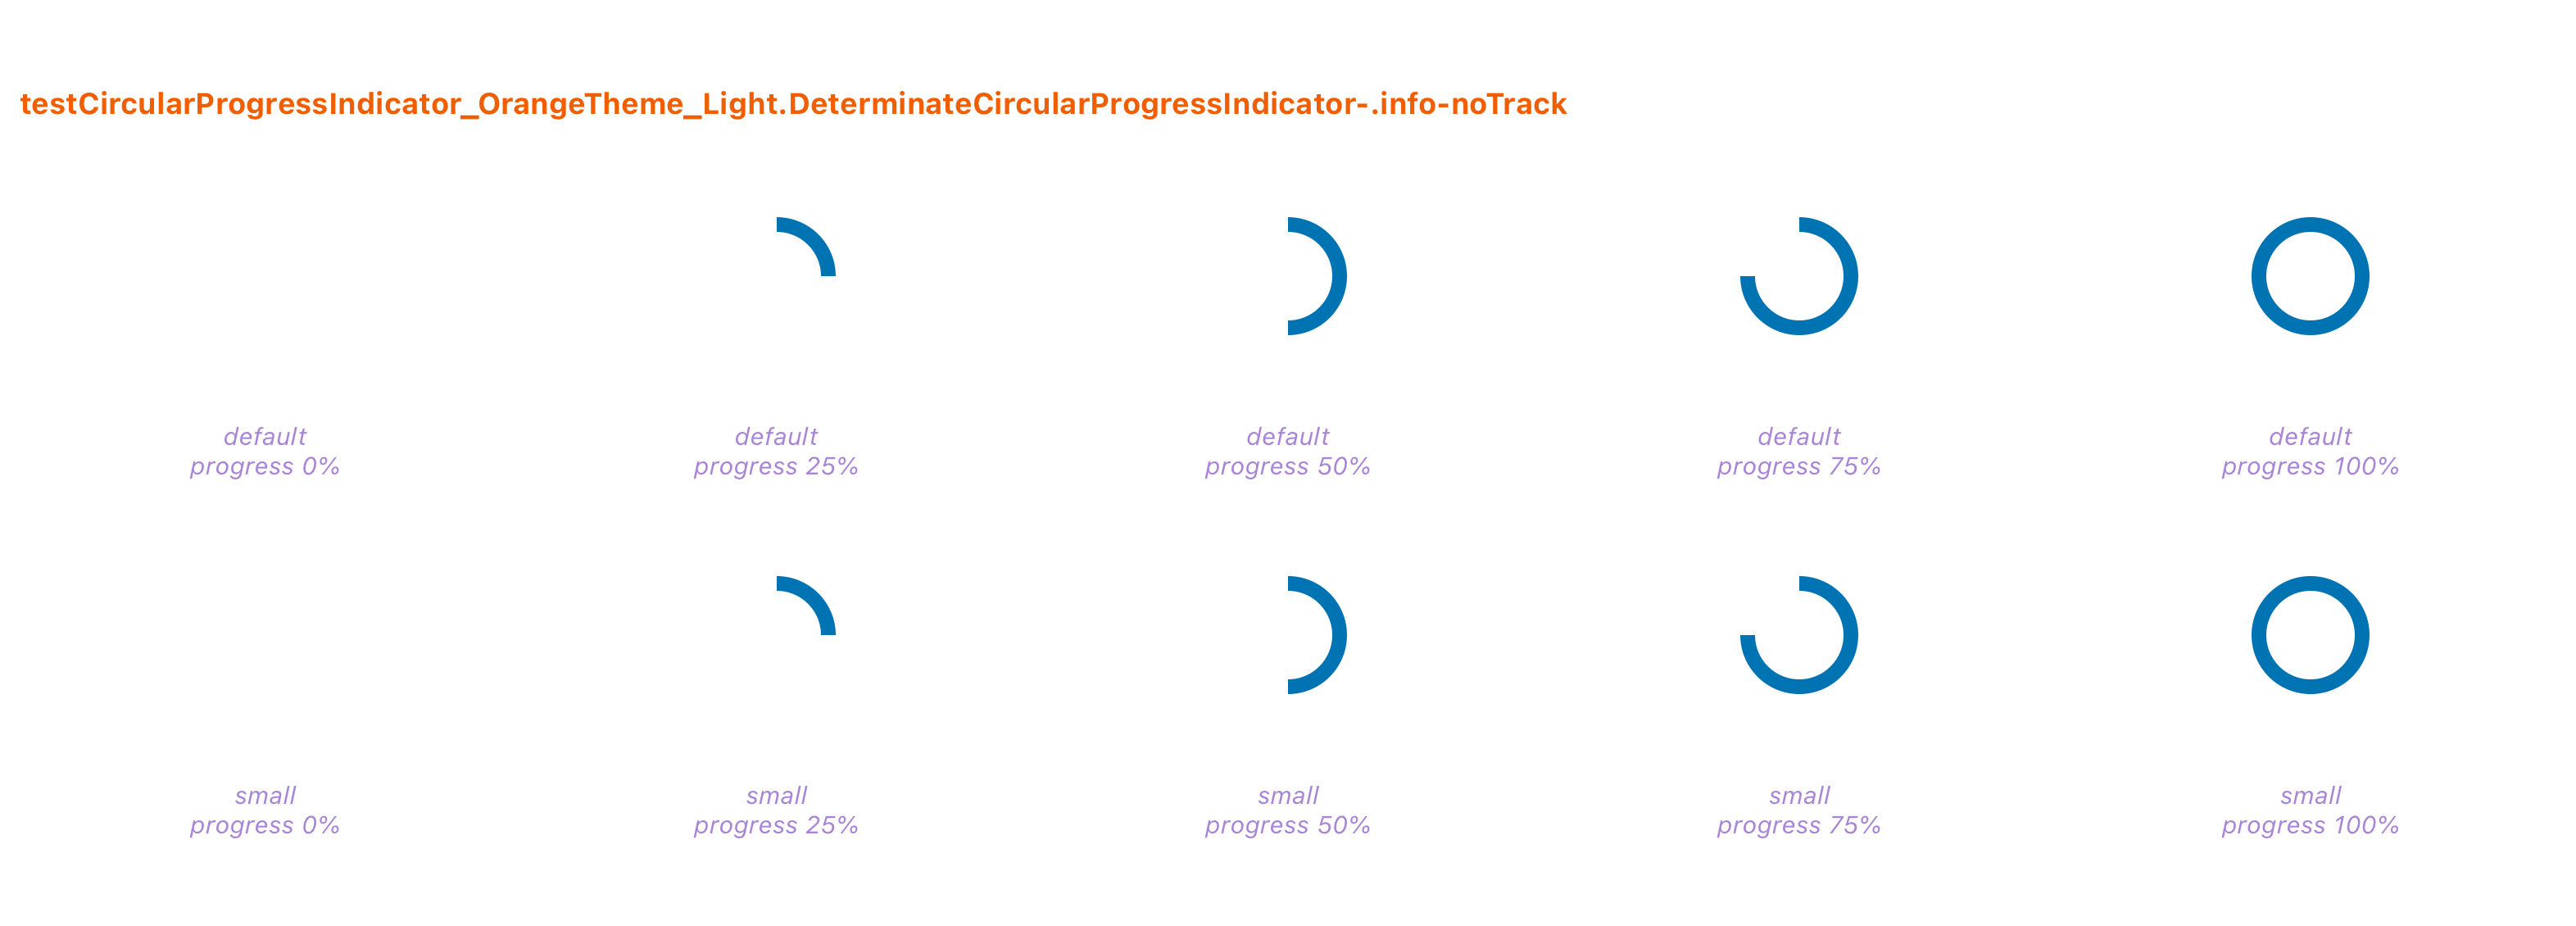 testCircularProgressIndicator_OrangeTheme_Light.DeterminateCircularProgressIndicator-.info-noTrack
default
progress 0%
default
progress 25%
default
progress 50%
default
progress 75%
default
progress 100%
small
progress 0%
small
progress 25%
small
progress 50%
small
progress 75%
small
progress 100%